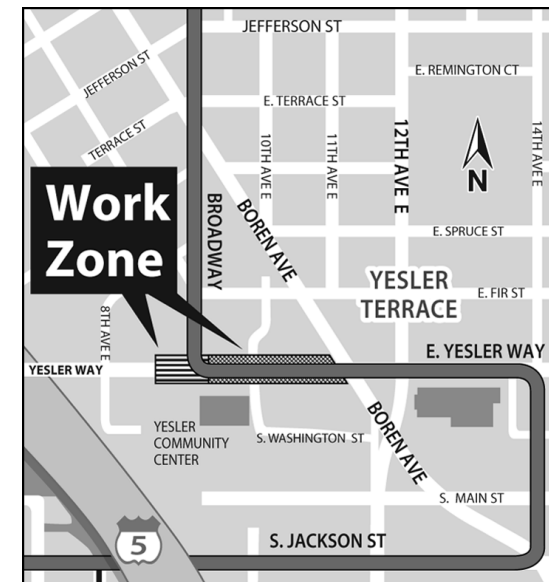 JEFFERSON ST
JEFFERSON ST
E. REMINGTON CT
E. TERRACE ST
TERRACE ST
10TH AVE E
11TH AVE E
12TH AVE E
14TH AVE E
N
Work
Zone
BROADWAY
BOREN AVE
E. SPRUCE ST
YESLER
TERRACE
E. FIR ST
8TH AVE E
E. YESLER WAY
YESLER WAY
YESLER
COMMUNITY
CENTER
S. WASHINGTON ST
BOREN AVE
S. MAIN ST
5
S. JACKSON ST